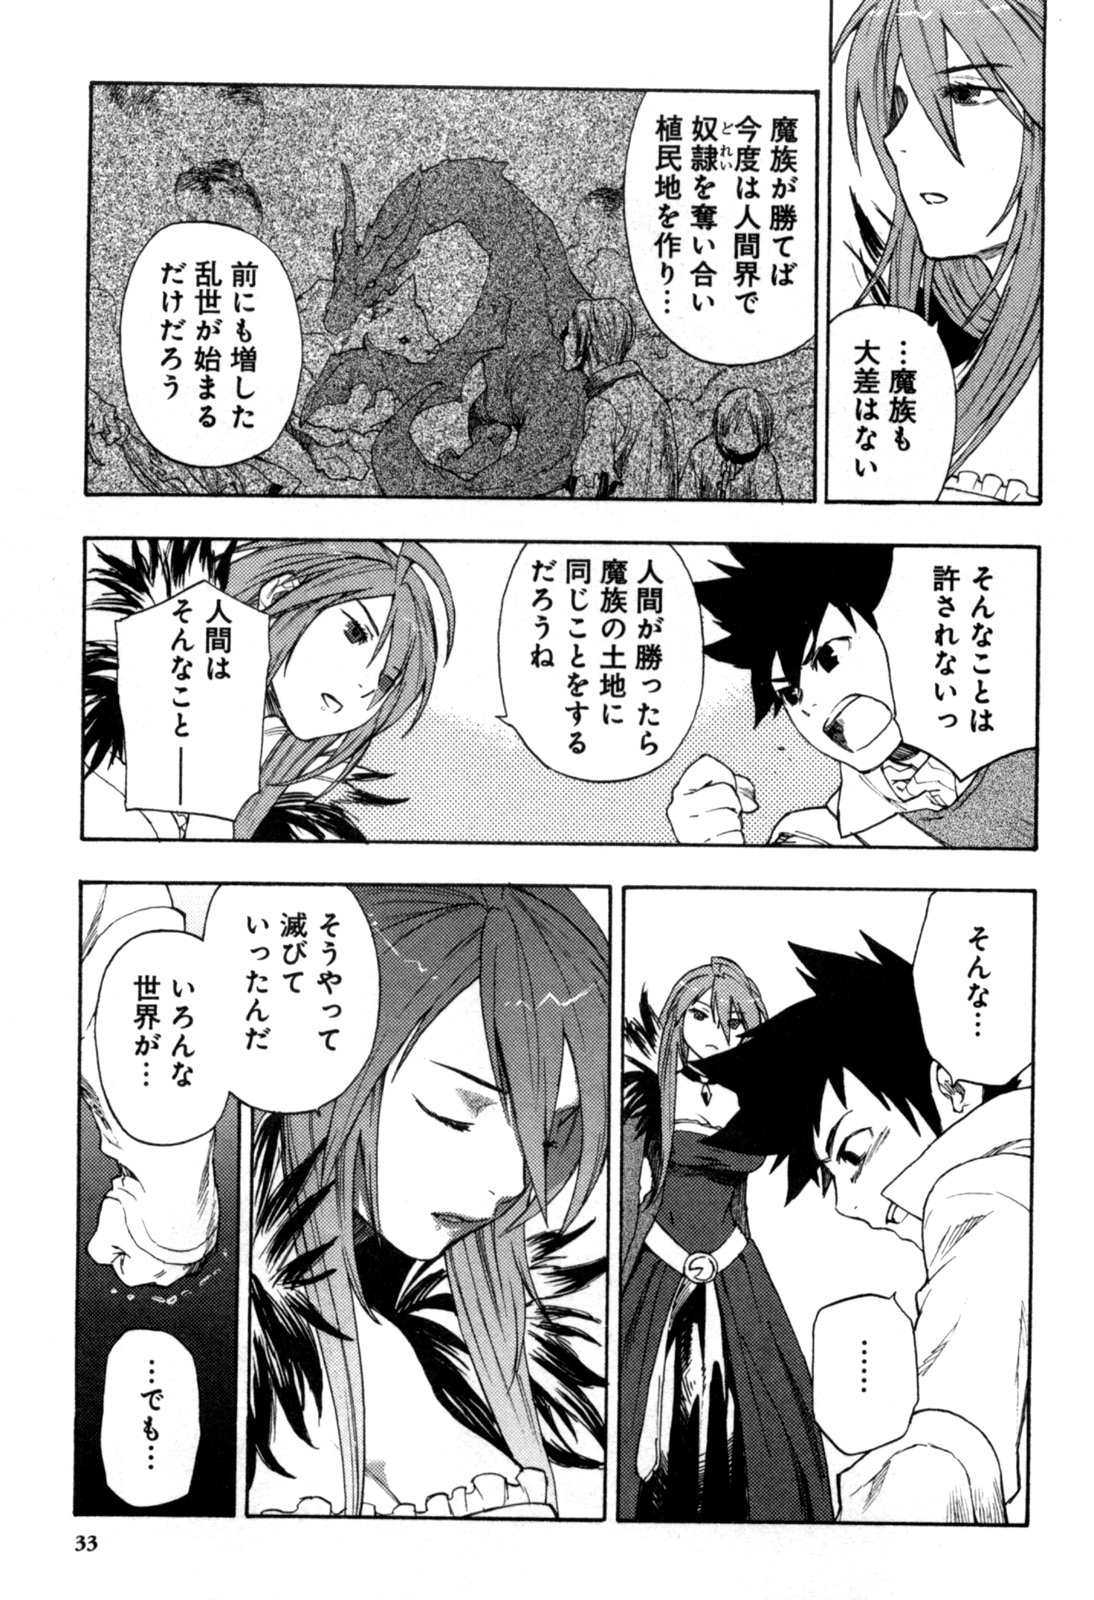 …魔族も
大差はない
魔族が勝てば
今度は人間界で
奴隷を奪い合い
どれい
植民地を作り…
前にも増した
乱世が始まる
だけだろう
そんなことは
許されないっ
人間が勝ったら
魔族の土地に
同じことをする
だろうね
人間は
そんなこと――
そんな…
……
そうやって
滅びて
いったんだ
いろんな
世界が…
…でも…
33